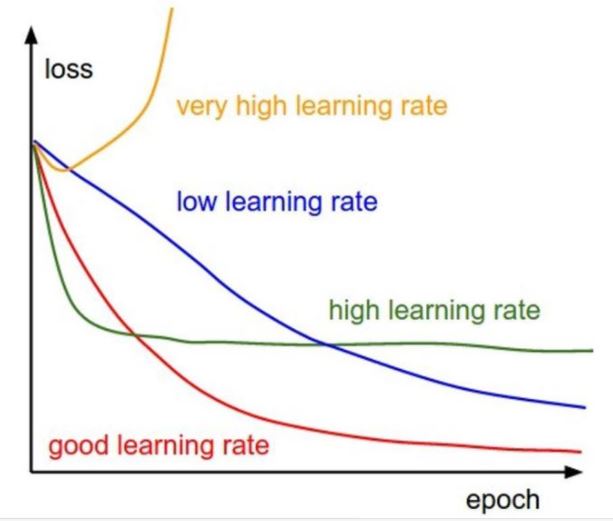 loss
very high learning rate
low learning rate
high learning rate
good learning rate
epoch